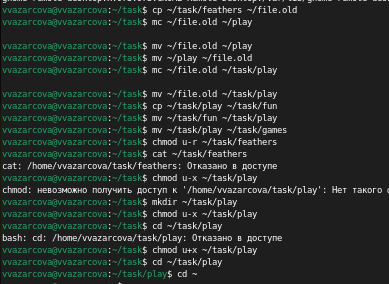 vvazarcova@vvazarcova:~/task$ cp ~/task/feathers ~/file.old
vvazarcova@vvazarcova:~/task$ mc ~/file.old ~/play
vvazarcova@vvazarcova:~/task$ mv ~/file.old ~/play
vvazarcova@vvazarcova:~/task$ mv ~/play ~/file.old
vvazarcova@vvazarcova:~/task$ mc ~/file.old ~/task/play
vvazarcova@vvazarcova:~/task$ mv ~/file.old ~/task/play
vvazarcova@vvazarcova:~/task$ cp ~/task/play ~/task/fun
vvazarcova@vvazarcova:~/task$ mv ~/task/fun ~/task/play
vvazarcova@vvazarcova:~/task$ mv ~/task/play ~/task/games
vvazarcova@vvazarcova:~/task$ chmod u-r ~/task/feathers
vvazarcova@vvazarcova:~/task$ cat ~/task/feathers
cat: /home/vvazarcova/task/feathers: Отказано в доступе
vvazarcova@vvazarcova:~/task$ chmod u-x ~/task/play
chmod: невозможно получить доступ к '/home/vvazarcova/task/play': Нет такого
vvazarcova@vvazarcova:~/task$ mkdir ~/task/play
vvazarcova@vvazarcova:~/task$ chmod u-x ~/task/play
vvazarcova@vvazarcova:~/task$ cd ~/task/play
bash: cd: /home/vvazarcova/task/play: Отказано в доступе
vvazarcova@vvazarcova:~/task$ chmod u+x ~/task/play
vvazarcova@vvazarcova:~/task$ cd ~/task/play
vvazarcova@vvazarcova:~/task/play$ cd ~